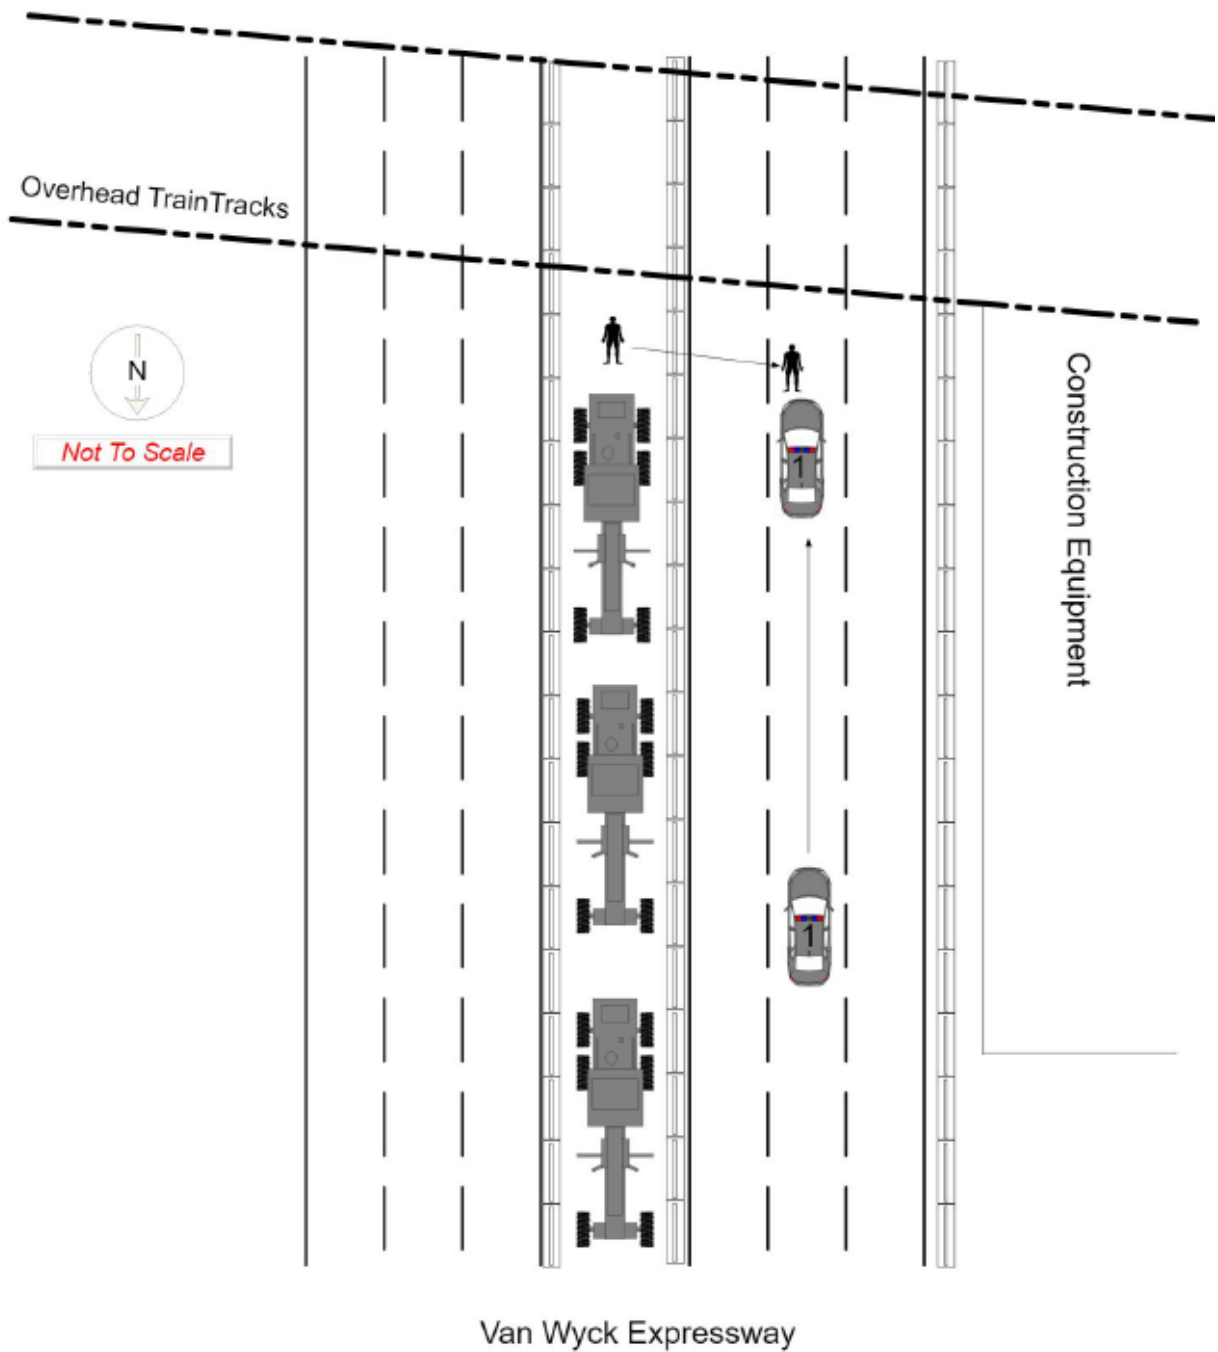 Overhead TrainTracks
N
Not To Scale
1
Construction Equipment
1
Van Wyck Expressway